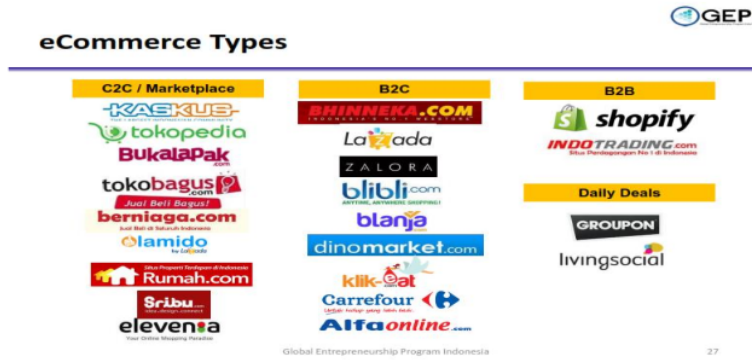 GEP
eCommerce Types
C2C / Marketplace
KASKUS
tokopedia
BukalaPak
.com
tokobagus
.com
Jual Beli Bagus!
berniaga.com
Jual Beli di Seluruh Indonesia
lamido
by Lazada
Situs Properti Terdepan di Indonesia
Rumah.com
Sribu.com
elevenia
Your Online Shopping Paradise
B2C
BHINNEKA.COM
Lazada
ZALORA
blibli.com
ANYTIME, ANYWHERE SHOPPING!
blanja
dinomarket.com
klik-Eat
Carrefour
Alfaonline.com
B2B
shopify
INDOTRADING.com
Situs Perdagangan No 1 di Indonesia
Daily Deals
GROUPON
livingsocial
Global Entrepreneurship Program Indonesia
27